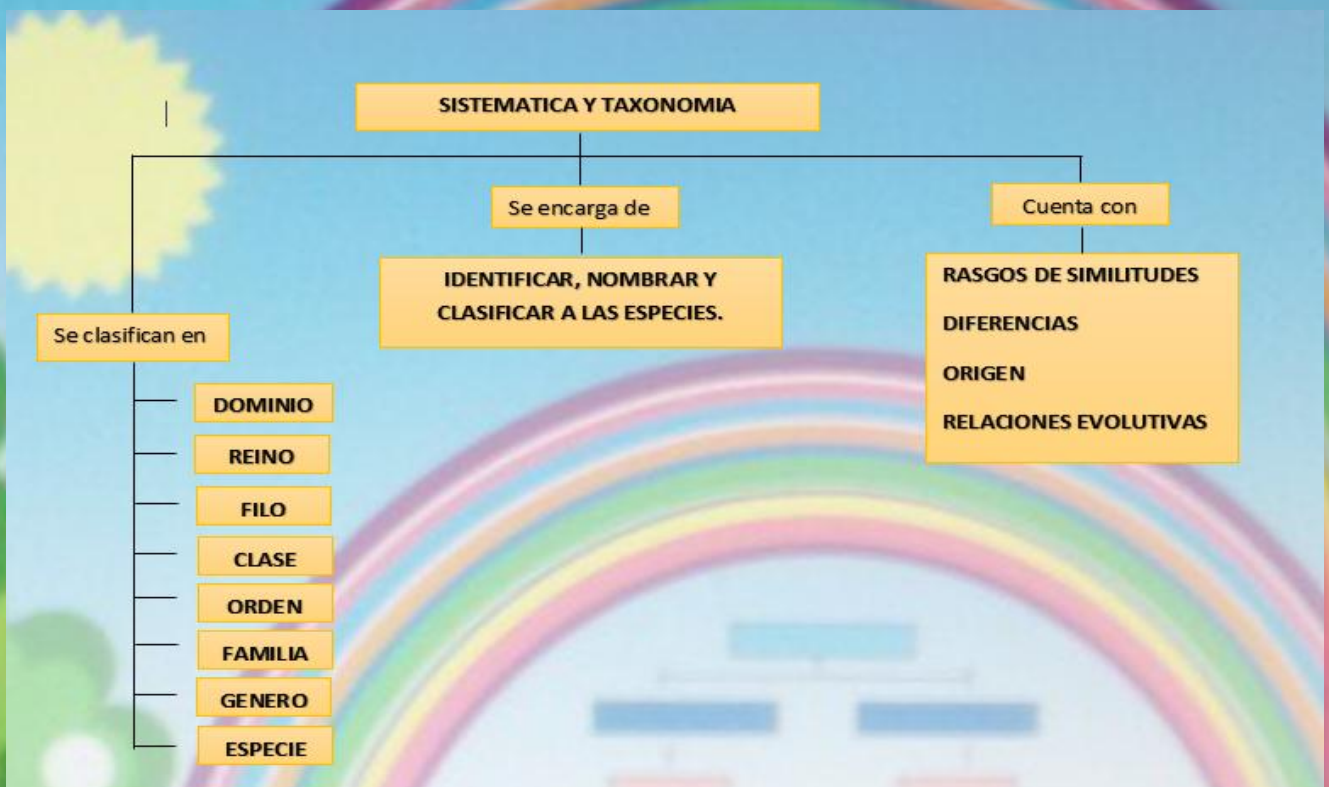 SISTEMATICA Y TAXONOMIA
Se encarga de
Cuenta con
IDENTIFICAR, NOMBRAR Y
CLASIFICAR A LAS ESPECIES.
RASGOS DE SIMILITUDES
DIFERENCIAS
ORIGEN
RELACIONES EVOLUTIVAS
Se clasifican en
DOMINIO
REINO
FILO
CLASE
ORDEN
FAMILIA
GENERO
ESPECIE